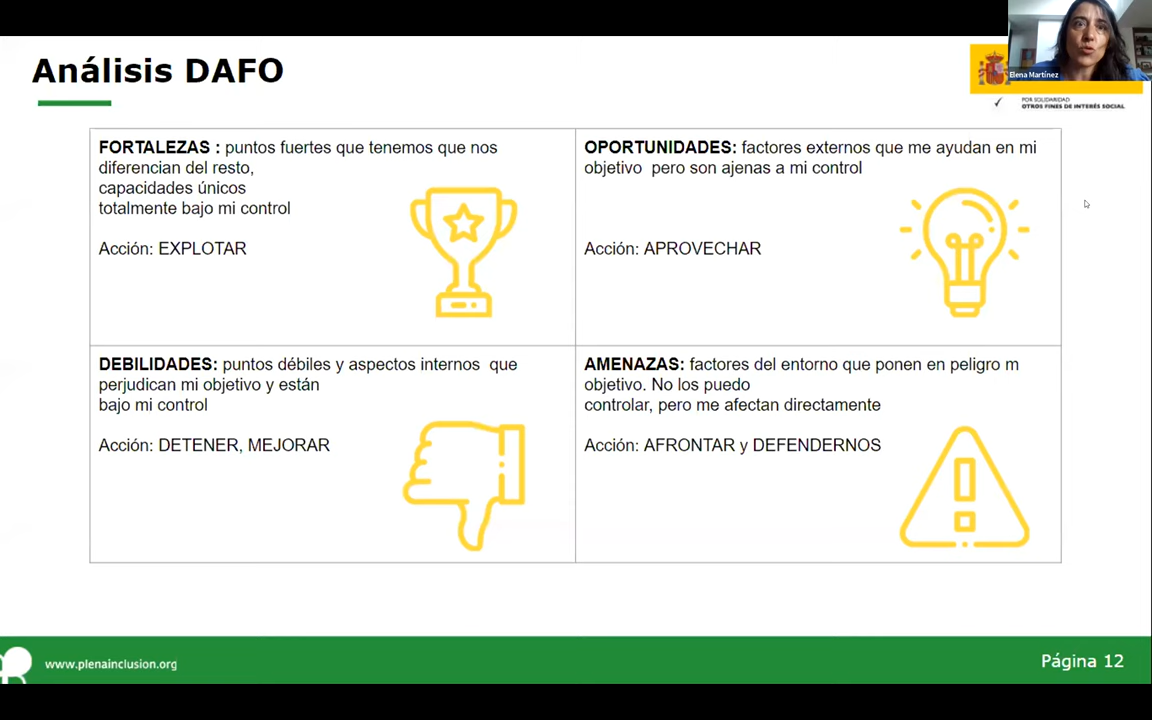 Análisis DAFO
Elena Martínez
POR SOLIDARIDAD
OTROS FINES DE INTERÉS SOCIAL
FORTALEZAS : puntos fuertes que tenemos que nos
diferencian del resto,
capacidades únicos
totalmente bajo mi control
Acción: EXPLOTAR
OPORTUNIDADES: factores externos que me ayudan en mi
objetivo pero son ajenas a mi control
Acción: APROVECHAR
DEBILIDADES: puntos débiles y aspectos internos que
perjudican mi objetivo y están
bajo mi control
Acción: DETENER, MEJORAR
AMENAZAS: factores del entorno que ponen en peligro m
objetivo. No los puedo
controlar, pero me afectan directamente
Acción: AFRONTAR y DEFENDERNOS
www.plenainclusion.org
Página 12